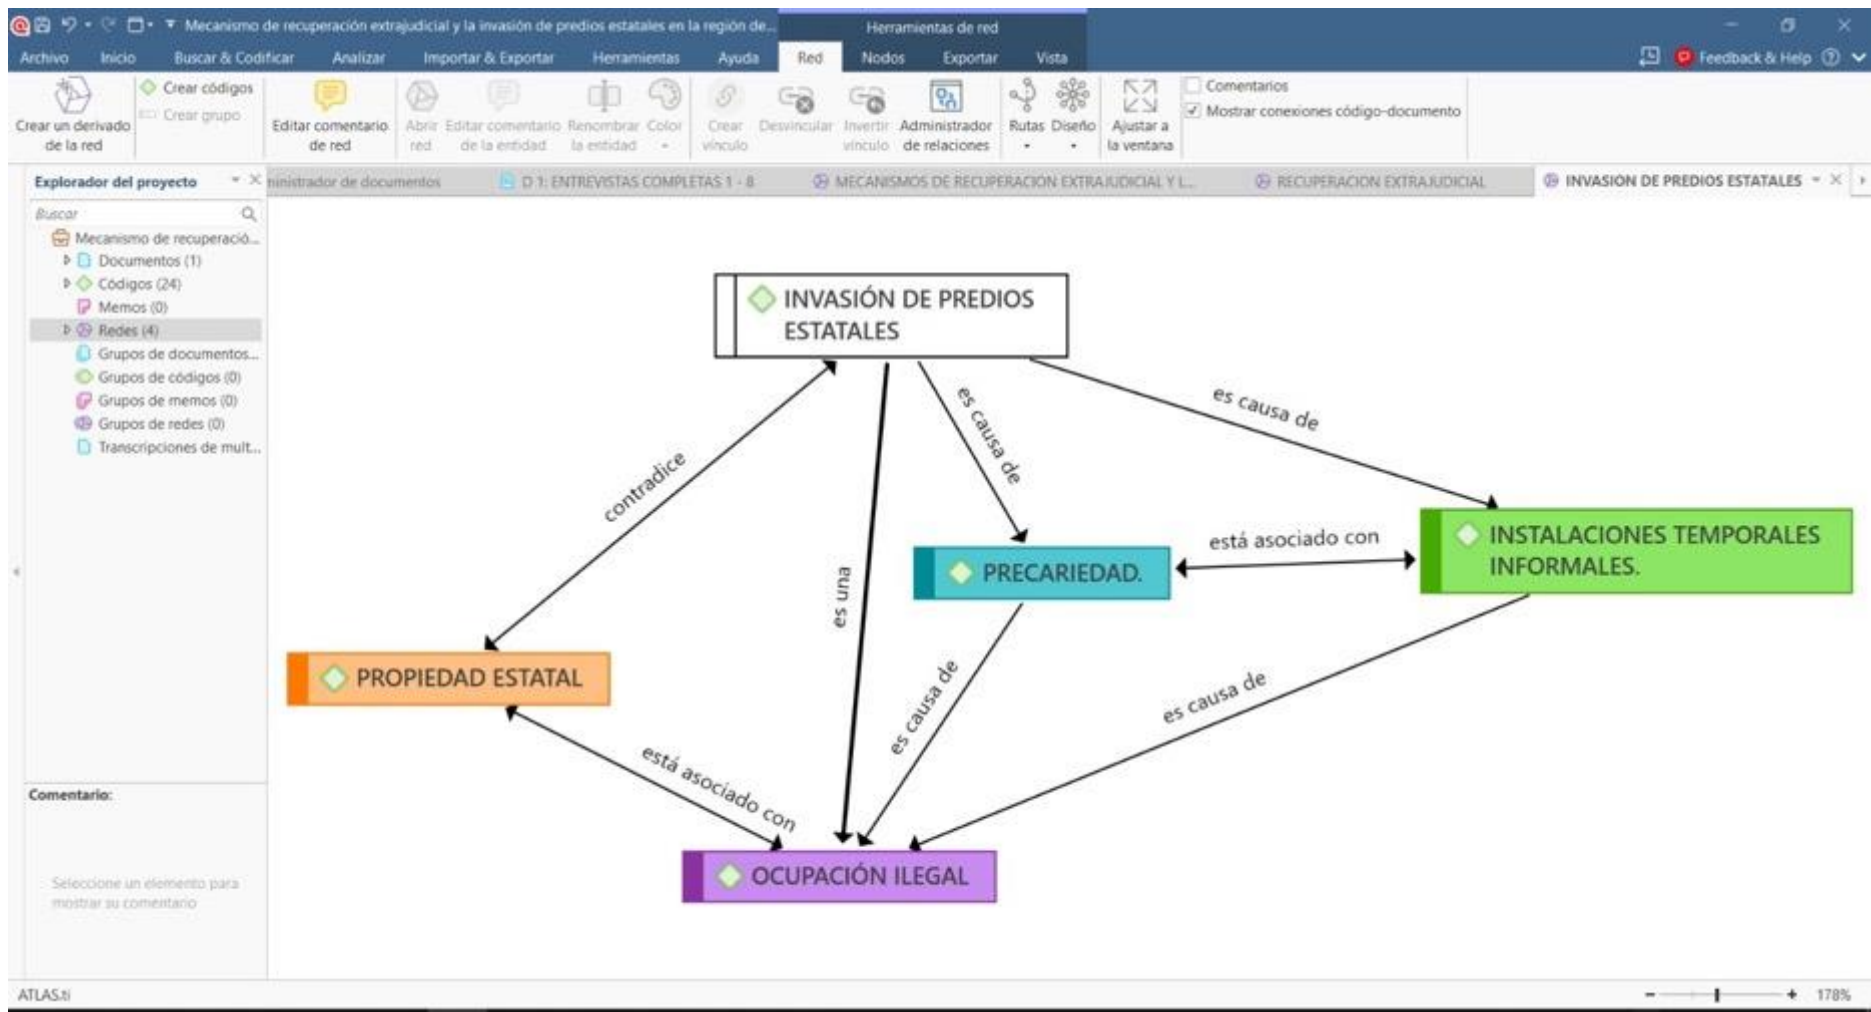 Mecanismo de recuperación extrajudicial y la invasión de predios estatales en la región de...
Herramientas de red
Archivo Inicio Buscar & Codificar Analizar Importar & Exportar Herramientas Ayuda Red Nodos Exportar Vista
Feedback & Help
Crear un derivado
de la red
Crear códigos
Crear grupo
Editar comentario
de red
Abrir
red
Editar comentario
de la entidad
Renombrar
la entidad
Color
Crear
vínculo
Desvincular
Invertir
vínculo
Administrador
de relaciones
Rutas
Diseño
Ajustar a
la ventana
Comentarios
Mostrar conexiones código-documento
Explorador del proyecto
ministrador de documentos
D 1: ENTREVISTAS COMPLETAS 1 - 8
MECANISMOS DE RECUPERACION EXTRAJUDICIAL Y L...
RECUPERACION EXTRAJUDICIAL
INVASION DE PREDIOS ESTATALES
Buscar
Mecanismo de recuperació...
Documentos (1)
Códigos (24)
Memos (0)
Redes (4)
Grupos de documentos...
Grupos de códigos (0)
Grupos de memos (0)
Grupos de redes (0)
Transcripciones de mult...
INVASIÓN DE PREDIOS
ESTATALES
es causa de
es causa de
contradice
INSTALACIONES TEMPORALES
INFORMALES.
está asociado con
PRECARIEDAD.
es una
PROPIEDAD ESTATAL
es causa de
es causa de
está asociado con
OCUPACIÓN ILEGAL
Comentario:
Seleccione un elemento para
mostrar su comentario
ATLAS.ti
178%